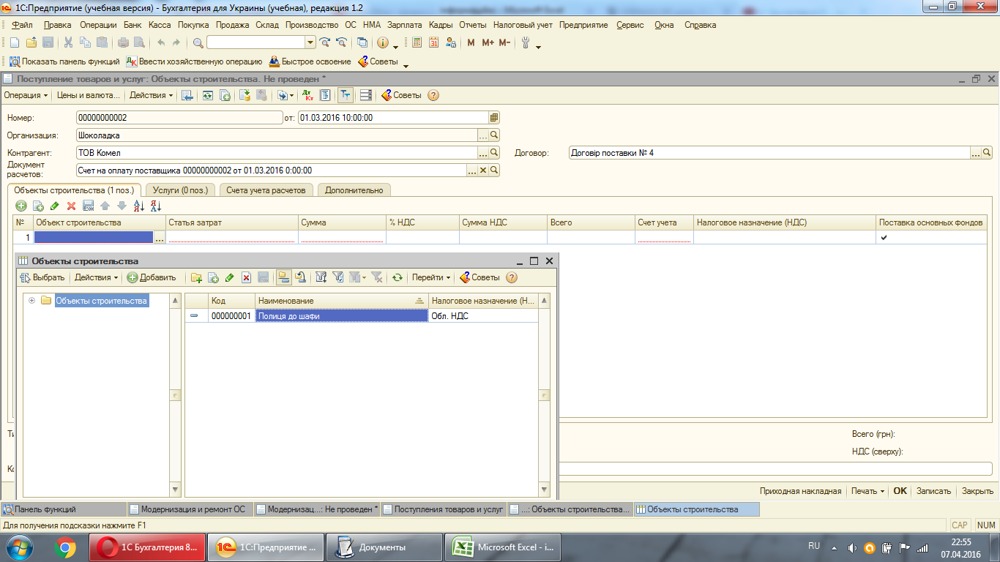 1С:Предприятие (учебная версия) - Бухгалтерия для Украины (учебная), редакция 1.2
Файл Правка Операции Банк Касса Покупка Продажа Склад Производство ОС НМА Зарплата Кадры Отчеты Налоговый учет Предприятие Сервис Окна Справка
M M+ M-
Показать панель функций Ввести хозяйственную операцию Быстрое освоение Советы
Поступление товаров и услуг: Объекты строительства. Не проведен *
Операция Цены и валюта... Действия Советы
Номер: 00000000002 от: 01.03.2016 10:00:00
Организация: Шоколадка
Контрагент: ТОВ Комел Договор: Договір поставки № 4
Документ расчетов: Счет на оплату поставщика 00000000002 от 01.03.2016 0:00:00
Объекты строительства (1 поз.) Услуги (0 поз.) Счета учета расчетов Дополнительно
№ Объект строительства Статья затрат Сумма % НДС Сумма НДС Всего Счет учета Налоговое назначение (НДС) Поставка основных фондов
1
Объекты строительства
Выбрать Действия Добавить Перейти Советы
Объекты строительства Код Наименование Налоговое назначение (Н...
000000001 Полиця до шафи Обл. НДС
Всего (грн):
НДС (сверху):
Приходная накладная Печать OK Записать Закрыть
Панель функций Модернизация и ремонт ОС Модернизац...: Не проведен * Поступления товаров и услуг ...: Объекты строительства... Объекты строительства
Для получения подсказки нажмите F1 CAP NUM
1С Бухгалтерия 8... 1С:Предприятие ... Документы Microsoft Excel - i... RU 22:55
07.04.2016